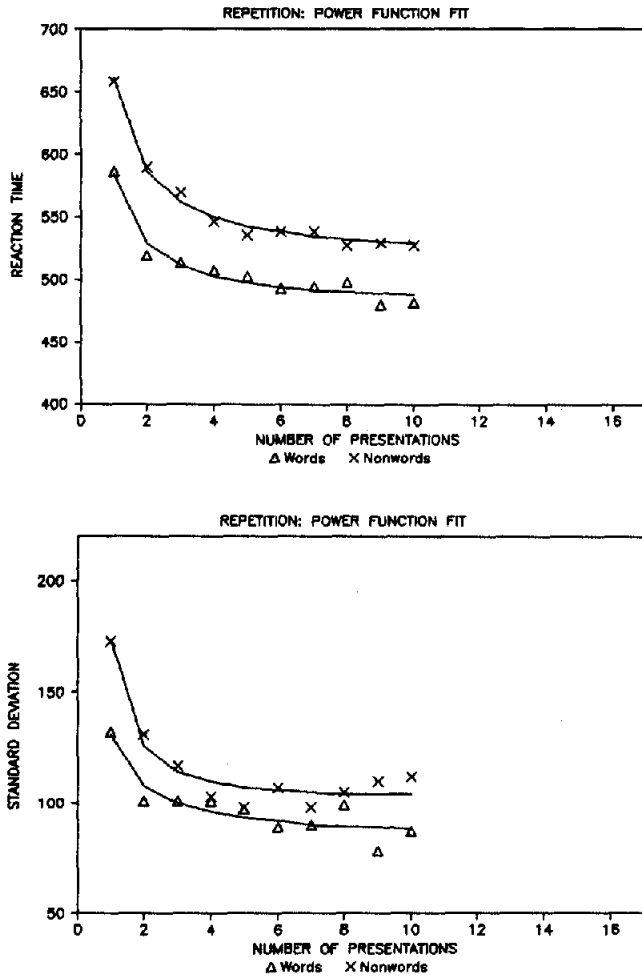 REPETITION: POWER FUNCTION FIT
700
650
600
550
500
450
400
REACTION TIME
0 2 4 6 8 10 12 14 16
NUMBER OF PRESENTATIONS
△ Words × Nonwords
REPETITION: POWER FUNCTION FIT
200
150
100
50
STANDARD DEVIATION
0 2 4 6 8 10 12 14 16
NUMBER OF PRESENTATIONS
△ Words × Nonwords